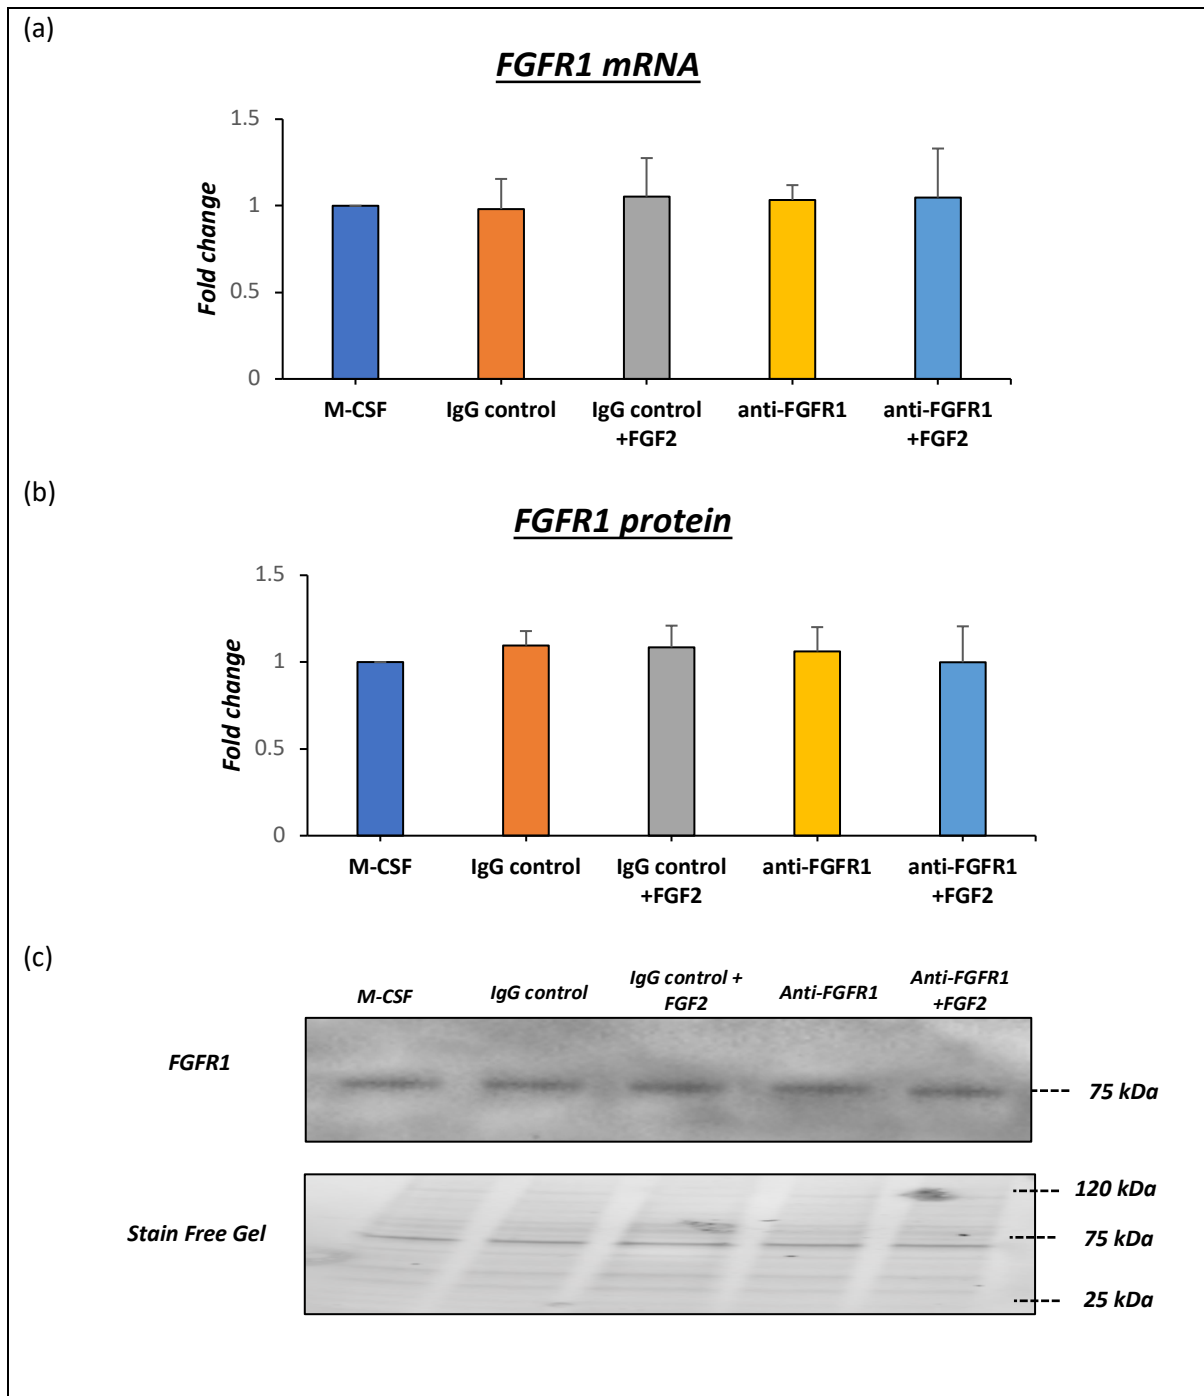 (a)
FGFR1 mRNA
1.5
1
0.5
0
Fold change
M-CSF
IgG control
IgG control
+FGF2
anti-FGFR1
anti-FGFR1
+FGF2
(b)
FGFR1 protein
1.5
1
0.5
0
Fold change
M-CSF
IgG control
IgG control
+FGF2
anti-FGFR1
anti-FGFR1
+FGF2
(c)
M-CSF
IgG control
IgG control +
FGF2
Anti-FGFR1
Anti-FGFR1
+FGF2
FGFR1
75 kDa
Stain Free Gel
120 kDa
75 kDa
25 kDa